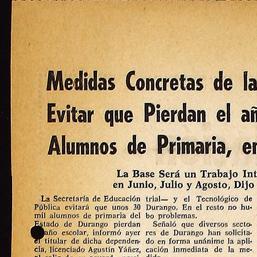 Medidas Concretas de la
Evitar que Pierdan el añ
Alumnos de Primaria, en
La Base Será un Trabajo Int
en Junio, Julio y Agosto, Dijo
La Secretaría de Educación
Pública evitará que unos 30
mil alumnos de primaria del
Estado de Durango pierdan
año escolar, informó ayer
el titular de dicha dependen-
cia, licenciado Agustín Yáñez,
trial— y el Tecnológico de
Durango. En el resto no hu-
bo problemas.
Señaló que diversos secto-
res de Durango han solicita-
do en forma unánime la apli-
cación inmediata de la me-